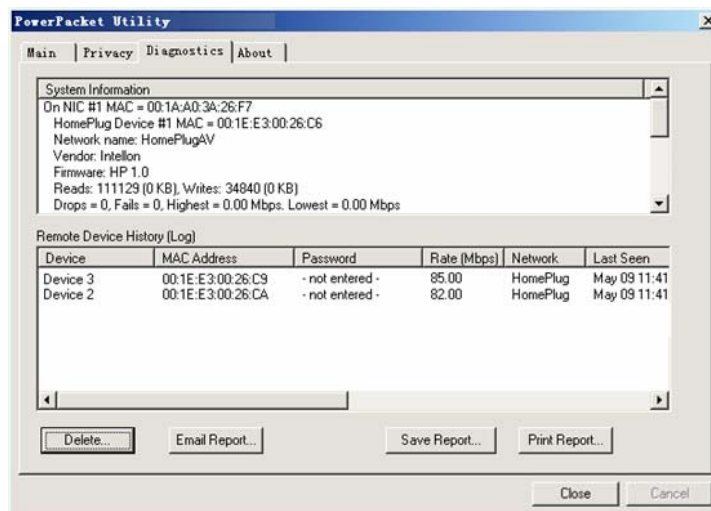 PowerPacket Utility
Main Privacy Diagnostics About
System Information
On NIC #1 MAC = 00:1A:A0:3A:26:F7
HomePlug Device #1 MAC = 00:1E:E3:00:26:C6
Network name: HomePlugAV
Vendor: Intellon
Firmware: HP 1.0
Reads: 111129 (0 KB), Writes: 34840 (0 KB)
Drops = 0, Fails = 0, Highest = 0.00 Mbps. Lowest = 0.00 Mbps
Remote Device History (Log)
Device MAC Address Password Rate (Mbps) Network Last Seen
Device 3 00:1E:E3:00:26:C9 - not entered - 85.00 HomePlug May 09 11:41
Device 2 00:1E:E3:00:26:CA - not entered - 82.00 HomePlug May 09 11:41
Delete... Email Report... Save Report... Print Report...
Close Cancel